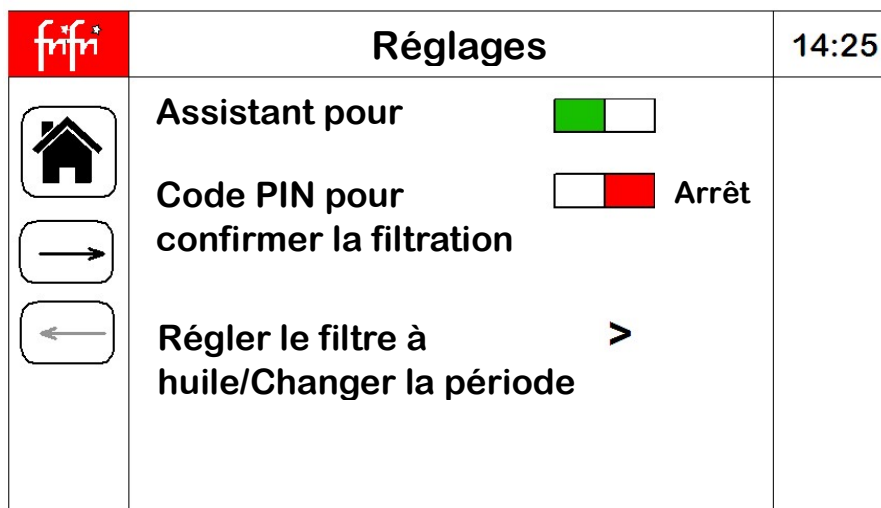 frifri
Réglages
14:25
Assistant pour
Code PIN pour
confirmer la filtration
Arrêt
Régler le filtre à
huile/Changer la période
>